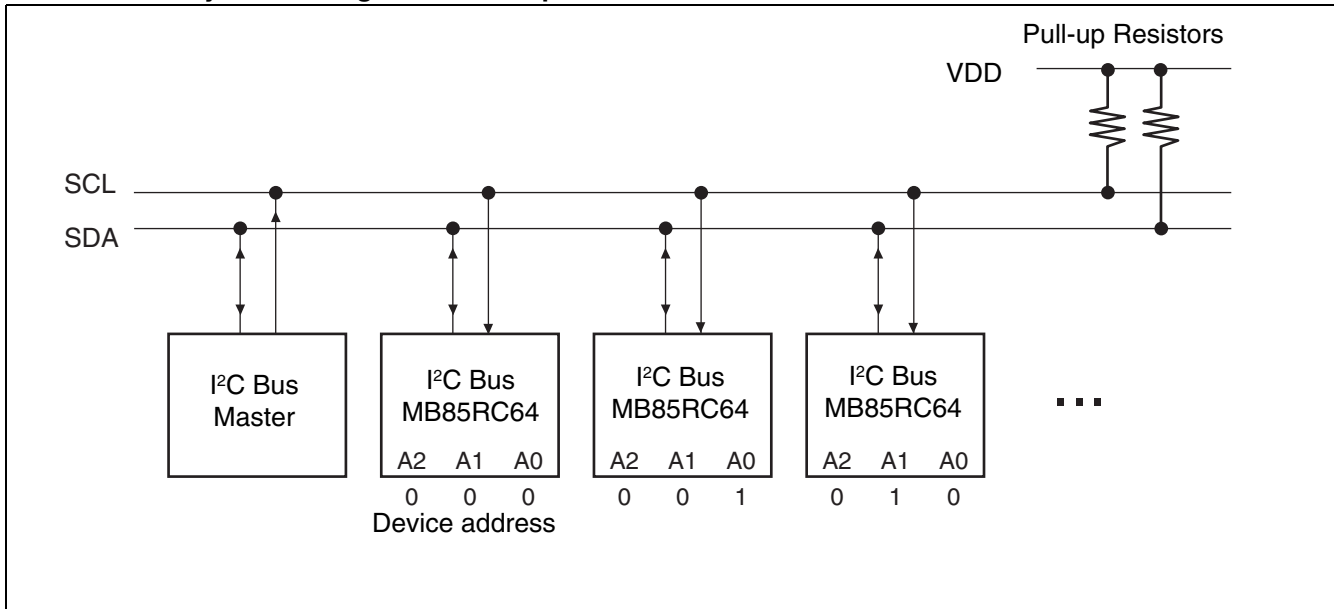 Pull-up Resistors
VDD
SCL
SDA
I²C Bus
Master
I²C Bus
MB85RC64
A2 A1 A0
0 0 0
Device address
I²C Bus
MB85RC64
A2 A1 A0
0 0 1
I²C Bus
MB85RC64
A2 A1 A0
0 1 0
...